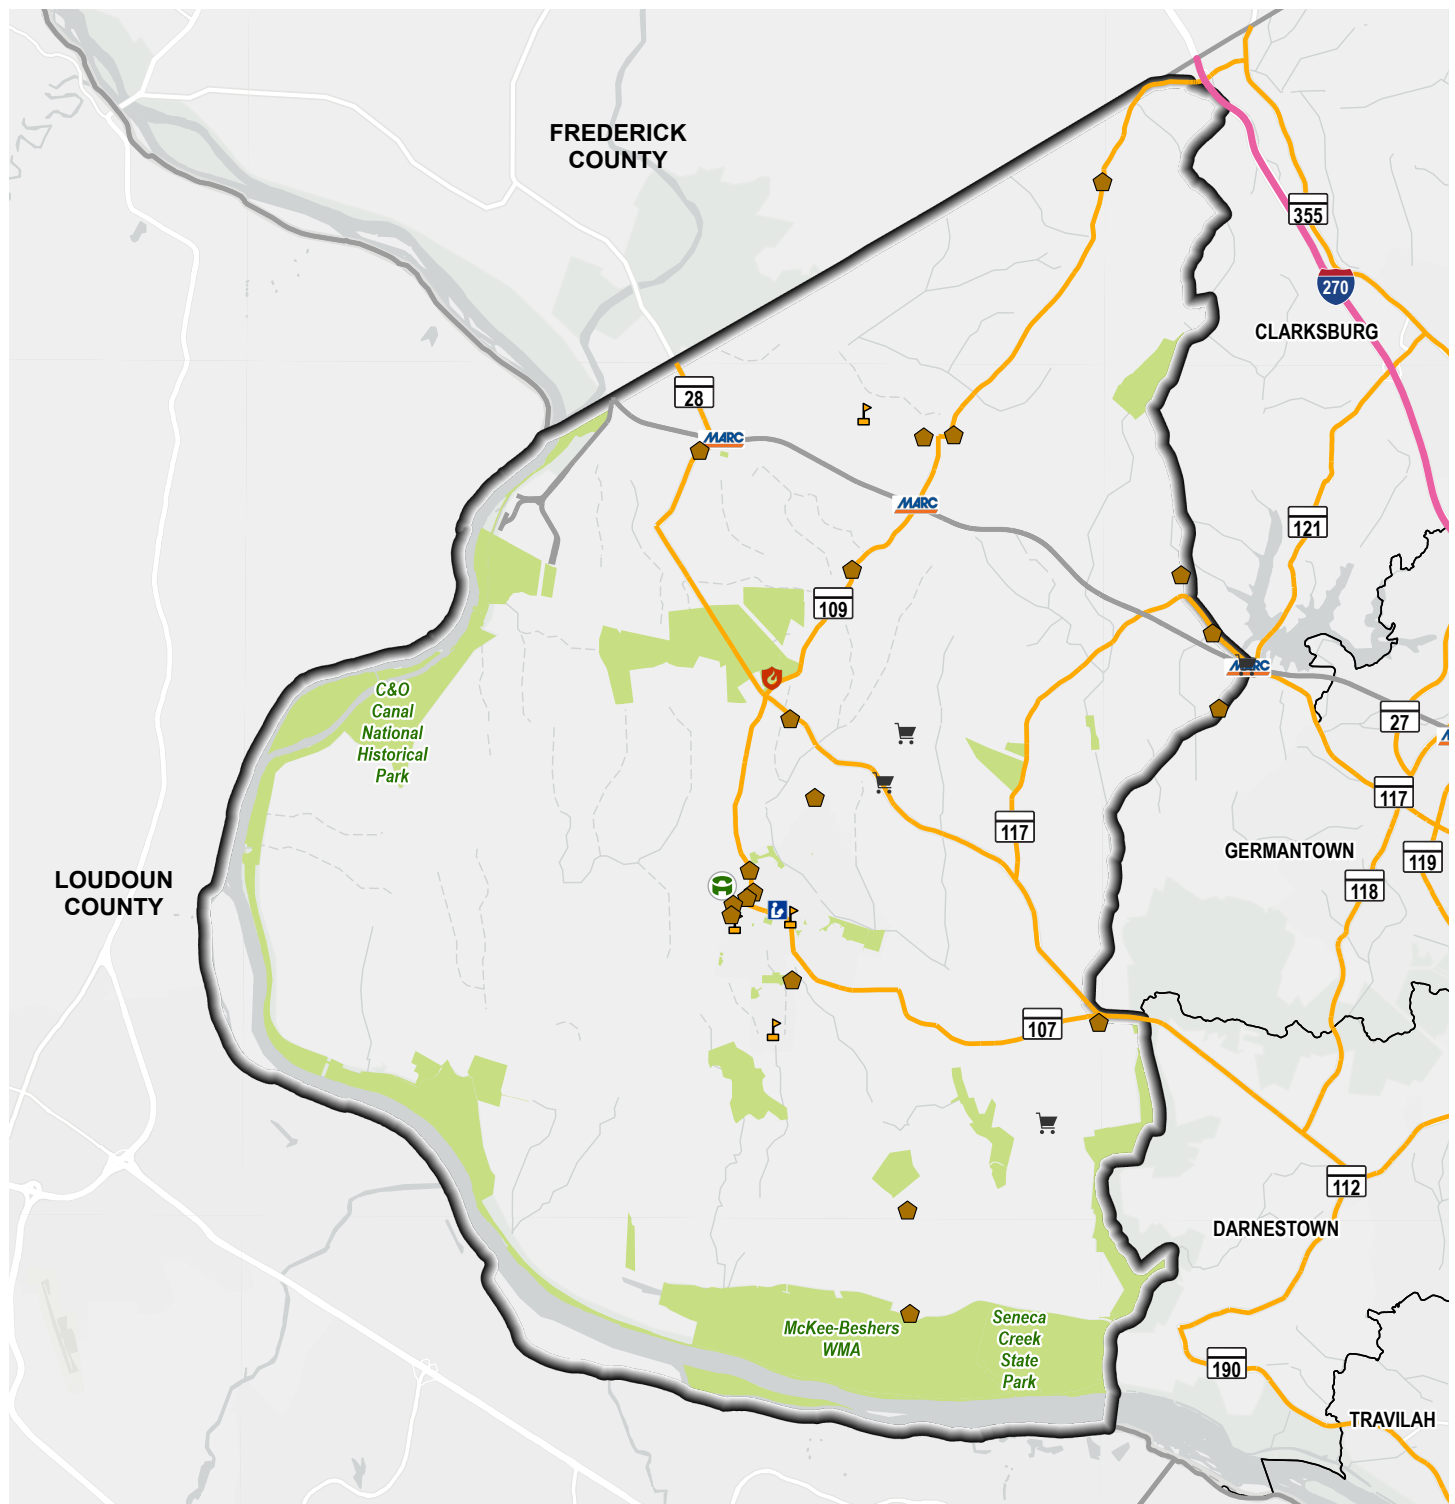 FREDERICK
COUNTY
355
270
CLARKSBURG
28
MARC
MARC
121
109
MARC
C&O
Canal
National
Historical
Park
27
117
117
GERMANTOWN
119
118
LOUDOUN
COUNTY
107
112
DARNESTOWN
McKee-Beshers
WMA
Seneca
Creek
State
Park
190
TRAVILAH